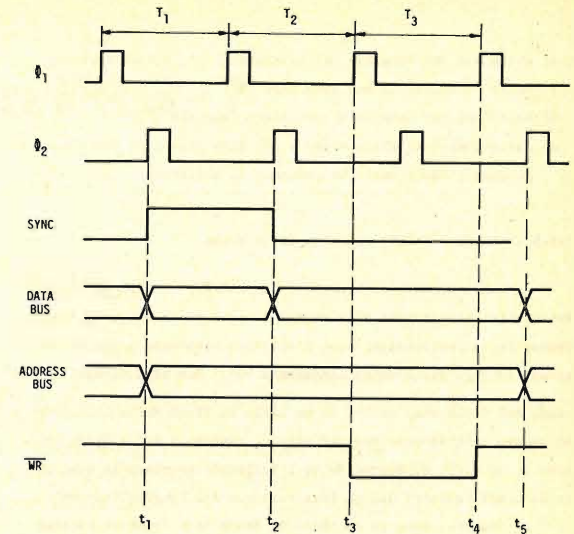 T1 T2 T3
Φ1
Φ2
SYNC
DATA
BUS
ADDRESS
BUS
WR
t1 t2 t3 t4 t5